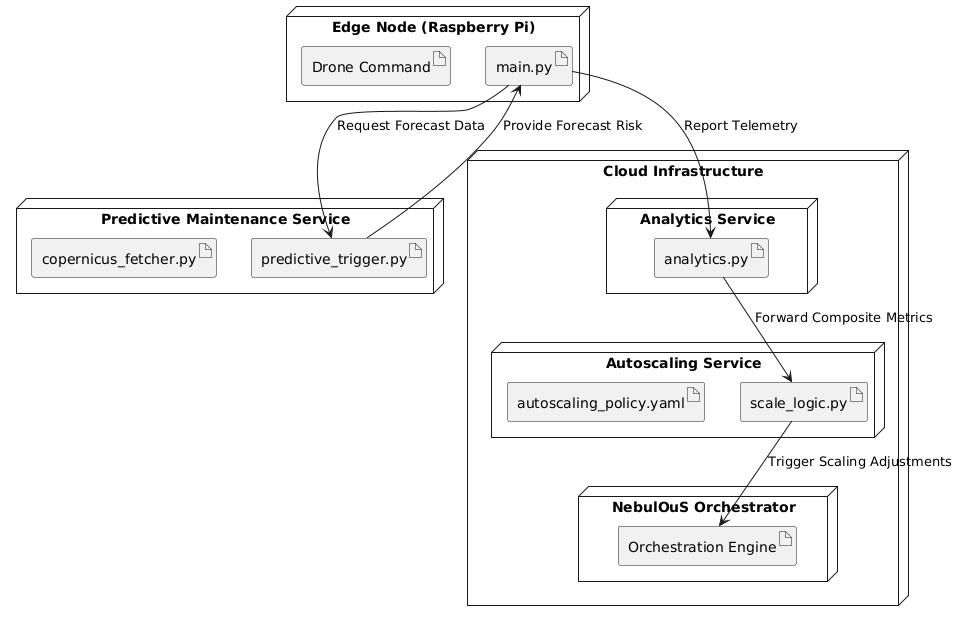 Edge Node (Raspberry Pi)
Drone Command
main.py
Request Forecast Data
Provide Forecast Risk
Report Telemetry
Cloud Infrastructure
Predictive Maintenance Service
copernicus_fetcher.py
predictive_trigger.py
Analytics Service
analytics.py
Forward Composite Metrics
Autoscaling Service
autoscaling_policy.yaml
scale_logic.py
Trigger Scaling Adjustments
NebulOuS Orchestrator
Orchestration Engine